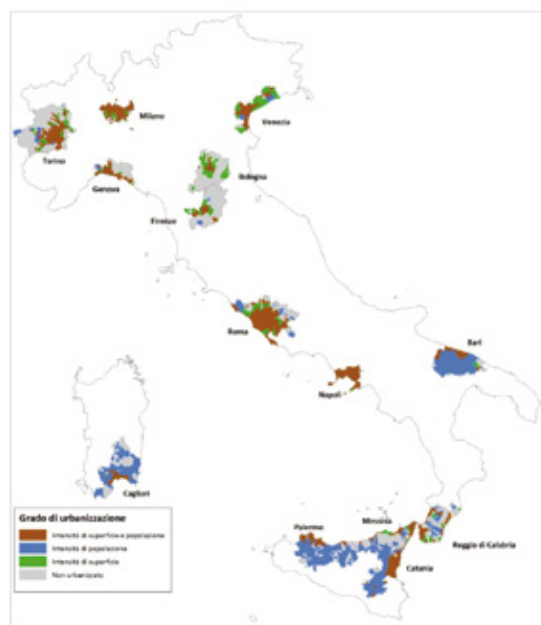 Milano
Venezia
Torino
Genova
Bologna
Firenze
Roma
Bari
Napoli
Cagliari
Messina
Palermo
Reggio di Calabria
Catania
Grado di urbanizzazione
Intensità di superficie e popolazione
Intensità di popolazione
Intensità di superficie
Non urbanizzato